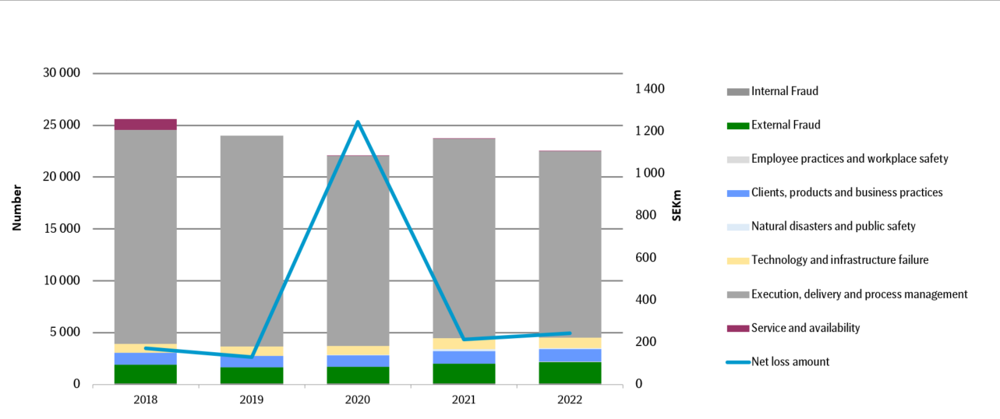 30 000
25 000
20 000
15 000
10 000
5 000
0
Number
1 400
1 200
1 000
800
600
400
200
0
SEKm
2018 2019 2020 2021 2022
Internal Fraud
External Fraud
Employee practices and workplace safety
Clients, products and business practices
Natural disasters and public safety
Technology and infrastructure failure
Execution, delivery and process management
Service and availability
Net loss amount